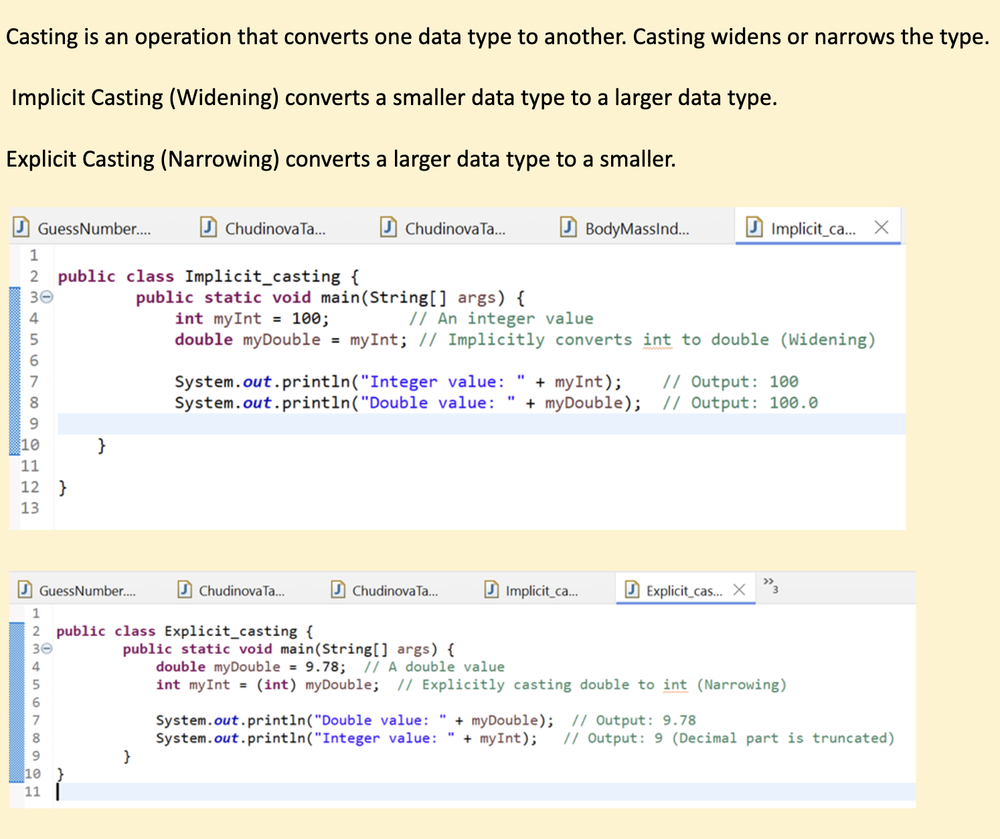 Casting is an operation that converts one data type to another. Casting widens or narrows the type.
Implicit Casting (Widening) converts a smaller data type to a larger data type.
Explicit Casting (Narrowing) converts a larger data type to a smaller.
GuessNumber.... ChudinovaTa... ChudinovaTa... BodyMassInd... Implicit_ca...
1
2 public class Implicit_casting {
3 public static void main(String[] args) {
4 int myInt = 100; // An integer value
5 double myDouble = myInt; // Implicitly converts int to double (Widening)
6
7 System.out.println("Integer value: " + myInt); // Output: 100
8 System.out.println("Double value: " + myDouble); // Output: 100.0
9
10 }
11
12 }
13
GuessNumber.... ChudinovaTa... ChudinovaTa... Implicit_ca... Explicit_cas... »3
1
2 public class Explicit_casting {
3 public static void main(String[] args) {
4 double myDouble = 9.78; // A double value
5 int myInt = (int) myDouble; // Explicitly casting double to int (Narrowing)
6
7 System.out.println("Double value: " + myDouble); // Output: 9.78
8 System.out.println("Integer value: " + myInt); // Output: 9 (Decimal part is truncated)
9 }
10 }
11